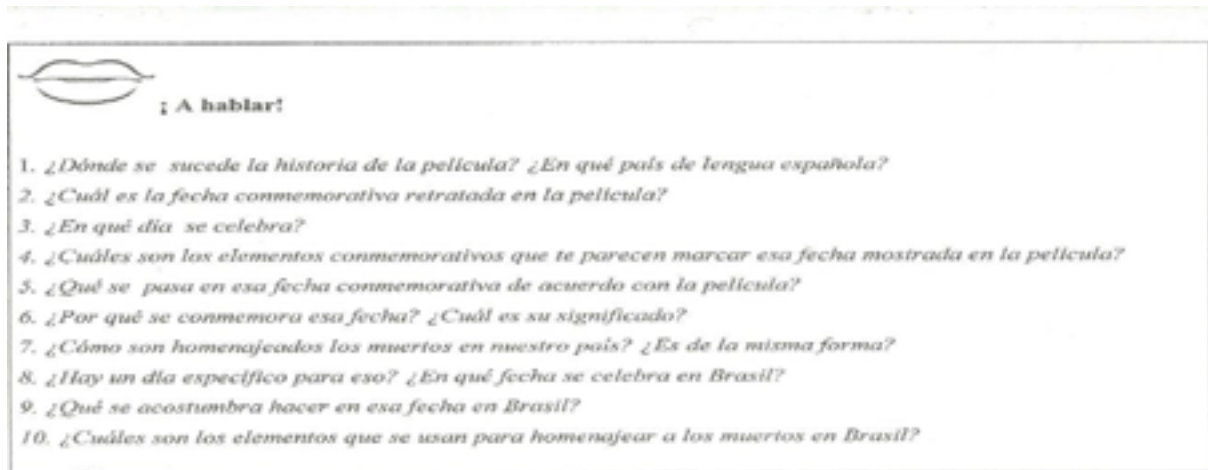 ¡ A hablar!
1. ¿Dónde se sucede la historia de la película? ¿En qué país de lengua española?
2. ¿Cuál es la fecha conmemorativa retratada en la película?
3. ¿En qué día se celebra?
4. ¿Cuáles son los elementos conmemorativos que te parecen marcar esa fecha mostrada en la película?
5. ¿Qué se pasa en esa fecha conmemorativa de acuerdo con la película?
6. ¿Por qué se conmemora esa fecha? ¿Cuál es su significado?
7. ¿Cómo son homenajeados los muertos en nuestro país? ¿Es de la misma forma?
8. ¿Hay un día específico para eso? ¿En qué fecha se celebra en Brasil?
9. ¿Qué se acostumbra hacer en esa fecha en Brasil?
10. ¿Cuáles son los elementos que se usan para homenajear a los muertos en Brasil?